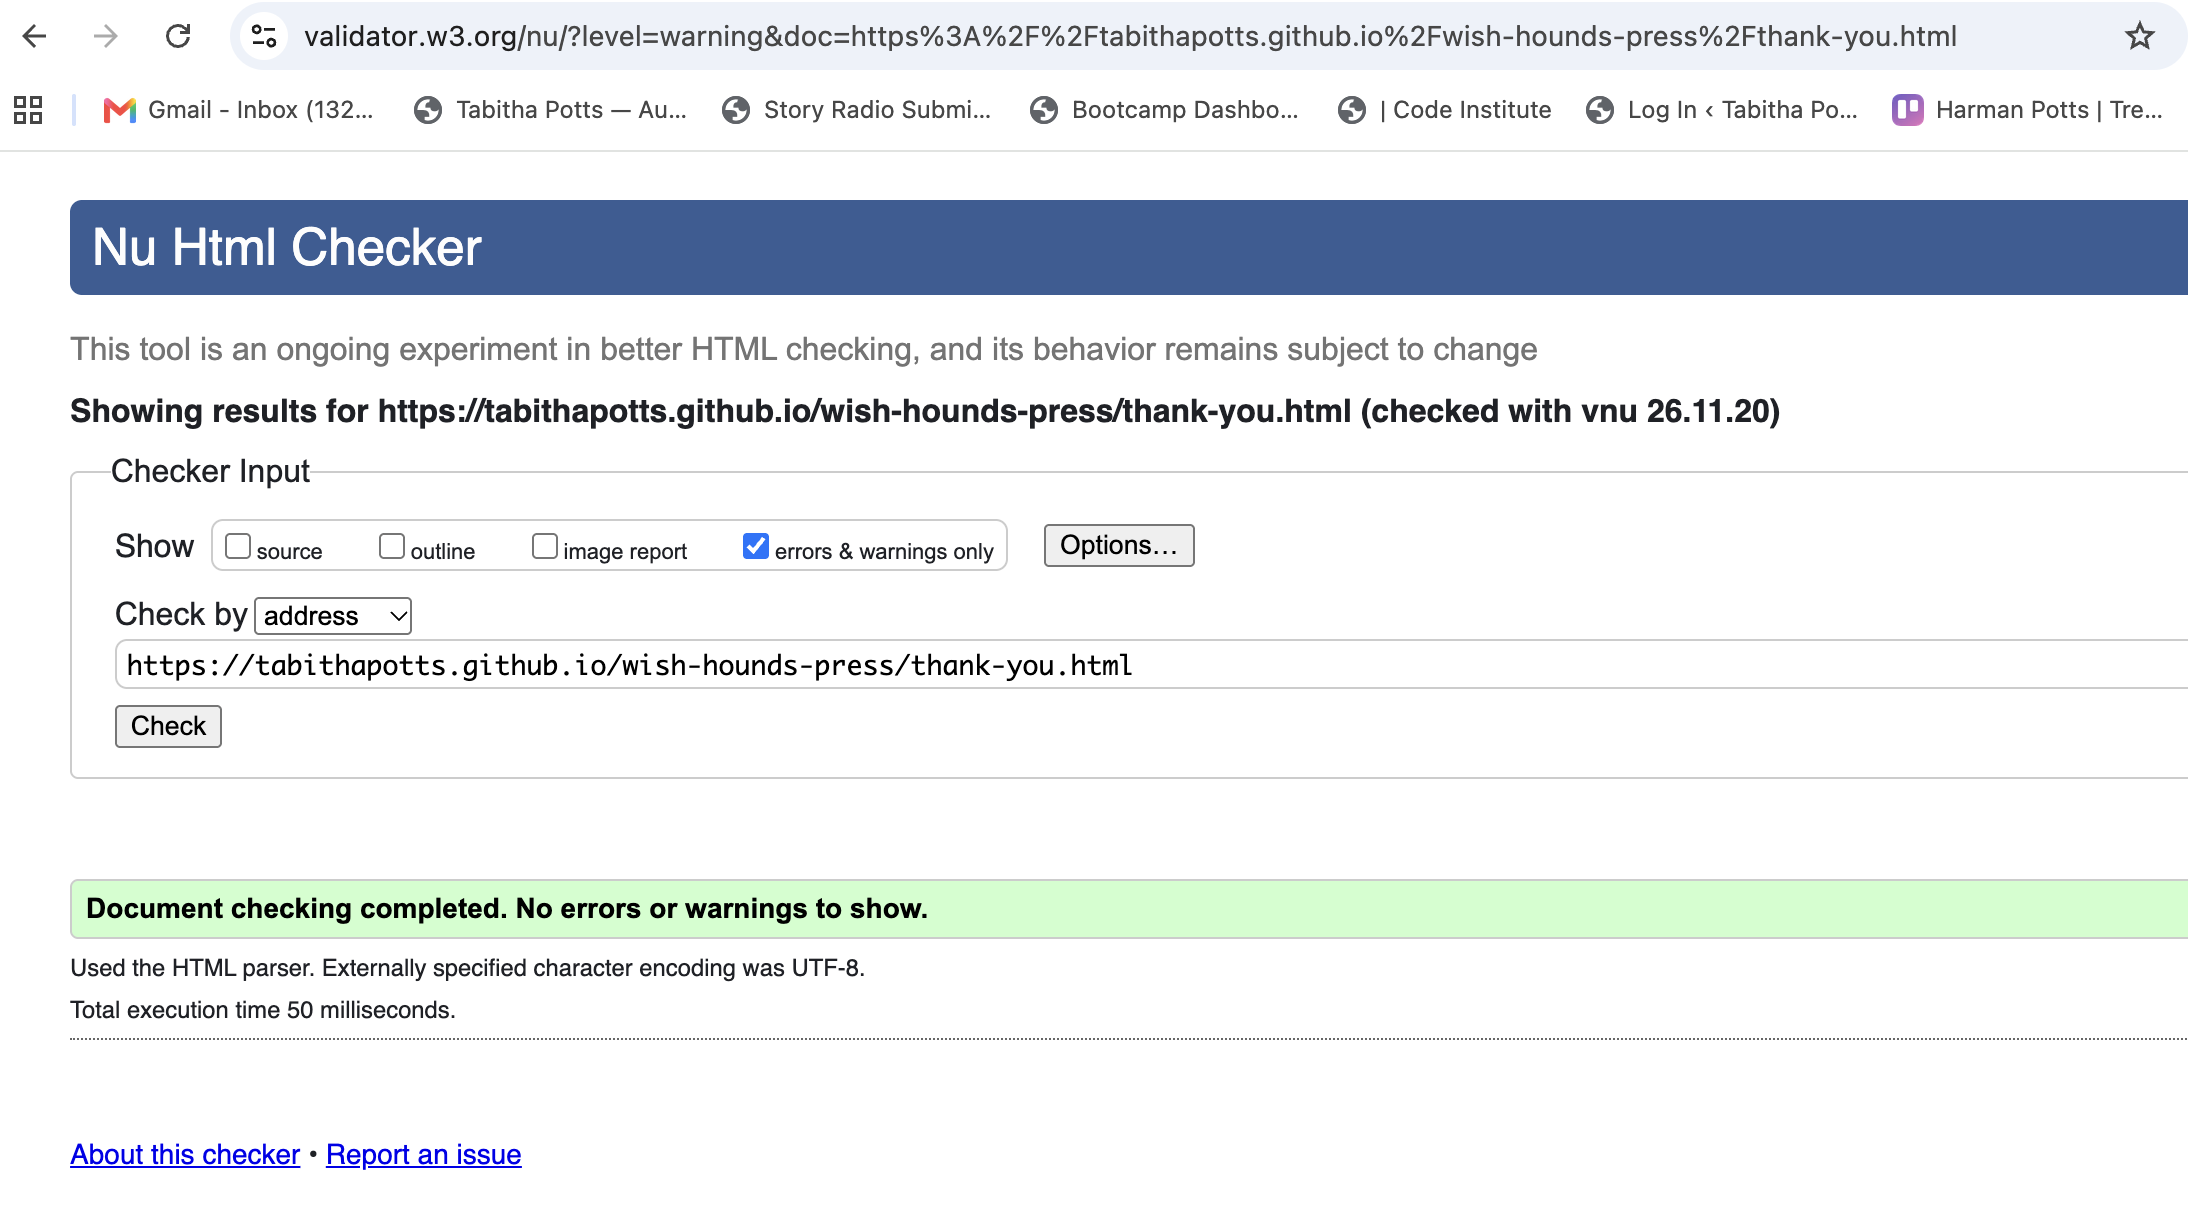 validator.w3.org/nu/?level=warning&doc=https%3A%2F%2Ftabithapotts.github.io%2Fwish-hounds-press%2Fthank-you.html
Gmail - Inbox (132... Tabitha Potts — Au... Story Radio Submi... Bootcamp Dashbo... | Code Institute Log In ‹ Tabitha Po... Harman Potts | Tre...
Nu Html Checker
This tool is an ongoing experiment in better HTML checking, and its behavior remains subject to change
Showing results for https://tabithapotts.github.io/wish-hounds-press/thank-you.html (checked with vnu 26.11.20)
Checker Input
Show source outline image report errors & warnings only Options...
Check by address
https://tabithapotts.github.io/wish-hounds-press/thank-you.html
Check
Document checking completed. No errors or warnings to show.
Used the HTML parser. Externally specified character encoding was UTF-8.
Total execution time 50 milliseconds.
About this checker • Report an issue